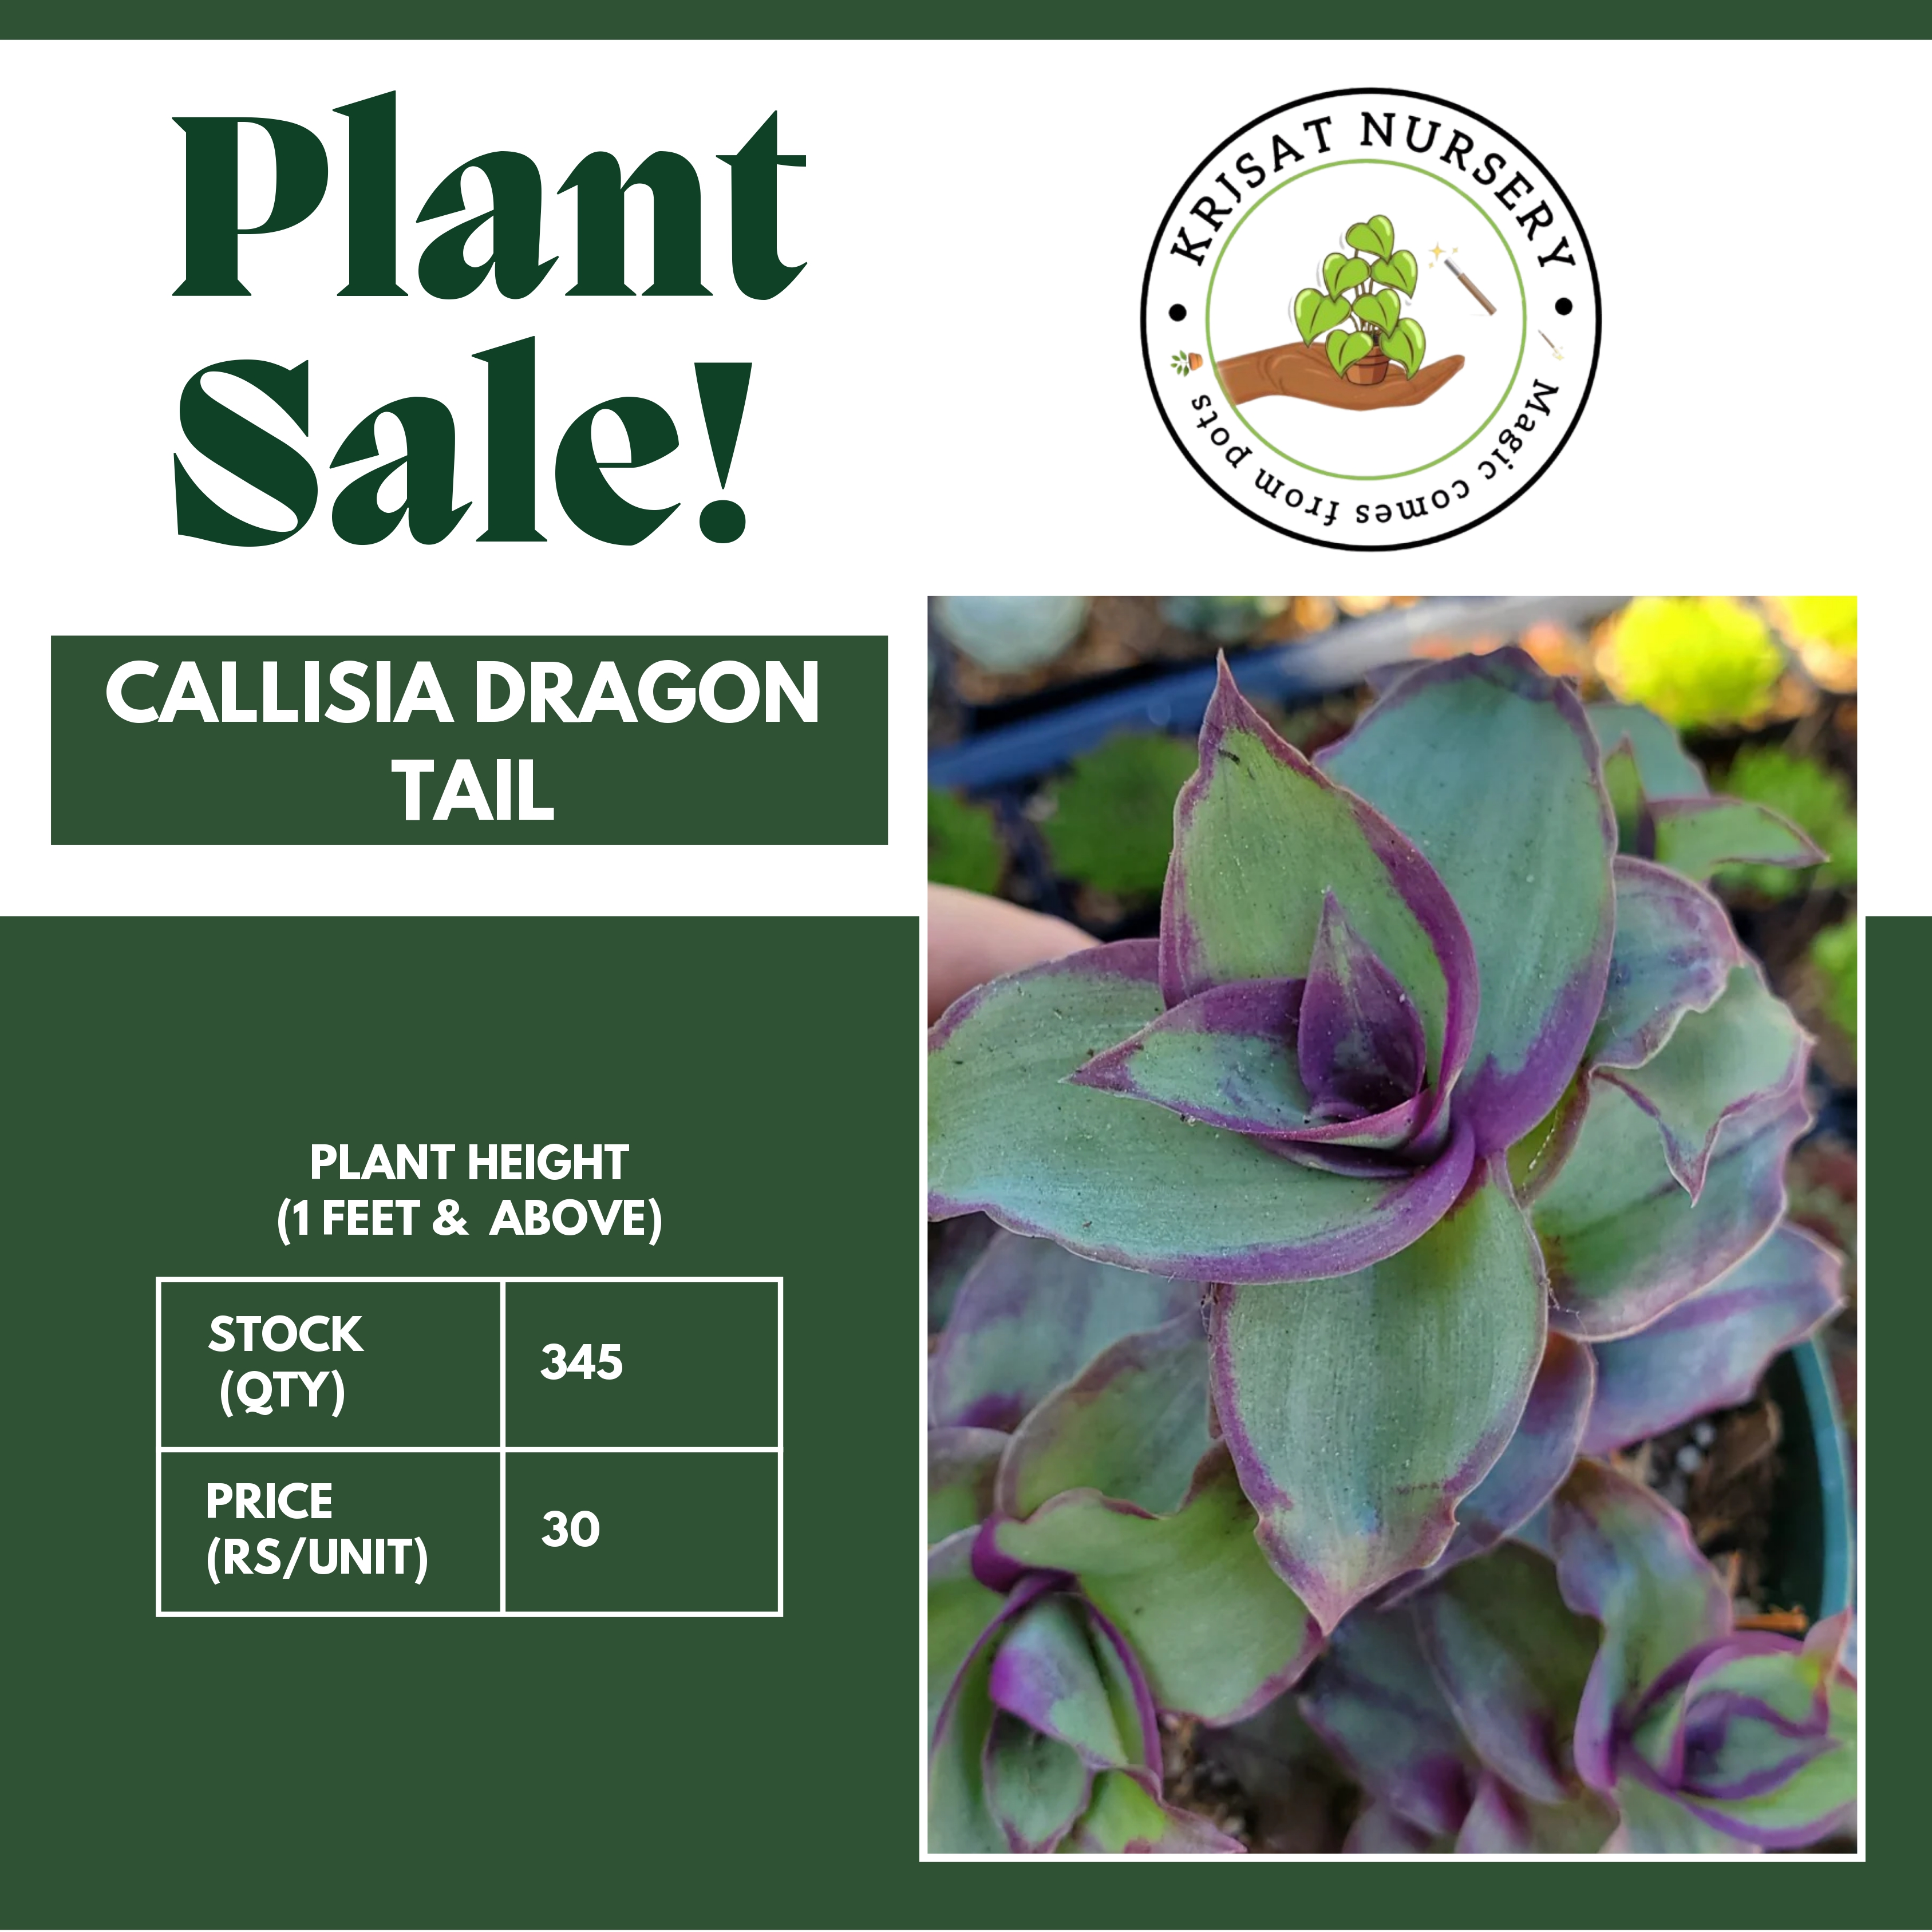 Plant
Sale!
KRISAT NURSERY
Magic comes from pots
CALLISIA DRAGON
TAIL
PLANT HEIGHT
(1 FEET & ABOVE)
STOCK
(QTY)
345
PRICE
(RS/UNIT)
30